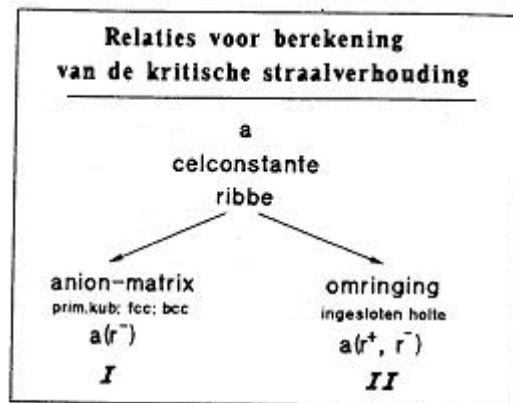 Relaties voor berekening
van de kritische straalverhouding
a
celconstante
ribbe
anion-matrix
prim.kub; fcc; bcc
a(r⁻)
I
omringing
ingesloten holte
a(r⁺, r⁻)
II